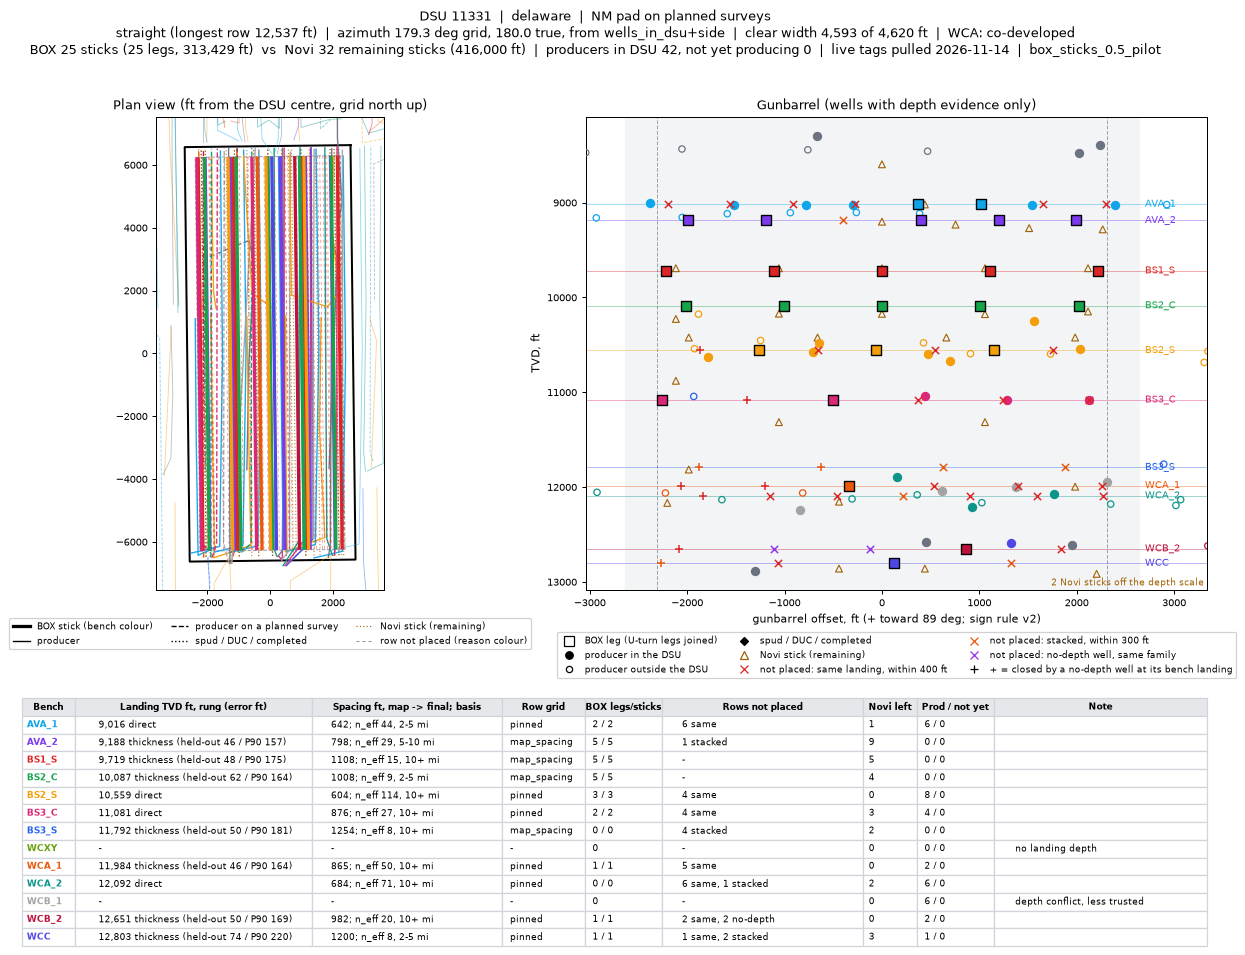 DSU 11331 | delaware | NM pad on planned surveys
straight (longest row 12,537 ft) | azimuth 179.3 deg grid, 180.0 true, from wells_in_dsu+side | clear width 4,593 of 4,620 ft | WCA: co-developed
BOX 25 sticks (25 legs, 313,429 ft) vs Novi 32 remaining sticks (416,000 ft) | producers in DSU 42, not yet producing 0 | live tags pulled 2026-11-14 | box_sticks_0.5_pilot
Plan view (ft from the DSU centre, grid north up)
6000
4000
2000
0
−2000
−4000
−6000
−2000 0 2000
BOX stick (bench colour)
producer
producer on a planned survey
spud / DUC / completed
Novi stick (remaining)
row not placed (reason colour)
Gunbarrel (wells with depth evidence only)
TVD, ft
9000
10000
11000
12000
13000
AVA_1
AVA_2
BS1_S
BS2_C
BS2_S
BS3_C
BS3_S
WCA_1
WCA_2
WCB_2
WCC
2 Novi sticks off the depth scale
−3000 −2000 −1000 0 1000 2000 3000
gunbarrel offset, ft (+ toward 89 deg; sign rule v2)
BOX leg (U-turn legs joined)
producer in the DSU
producer outside the DSU
spud / DUC / completed
Novi stick (remaining)
not placed: same landing, within 400 ft
not placed: stacked, within 300 ft
not placed: no-depth well, same family
+ = closed by a no-depth well at its bench landing
Bench Landing TVD ft, rung (error ft) Spacing ft, map -> final; basis Row grid BOX legs/sticks Rows not placed Novi left Prod / not yet Note
AVA_1 9,016 direct 642; n_eff 44, 2-5 mi pinned 2 / 2 6 same 1 6 / 0
AVA_2 9,188 thickness (held-out 46 / P90 157) 798; n_eff 29, 5-10 mi map_spacing 5 / 5 1 stacked 9 0 / 0
BS1_S 9,719 thickness (held-out 48 / P90 175) 1108; n_eff 15, 10+ mi map_spacing 5 / 5 - 5 0 / 0
BS2_C 10,087 thickness (held-out 62 / P90 164) 1008; n_eff 9, 2-5 mi map_spacing 5 / 5 - 4 0 / 0
BS2_S 10,559 direct 604; n_eff 114, 10+ mi pinned 3 / 3 4 same 0 8 / 0
BS3_C 11,081 direct 876; n_eff 27, 10+ mi pinned 2 / 2 4 same 3 4 / 0
BS3_S 11,792 thickness (held-out 50 / P90 181) 1254; n_eff 8, 10+ mi map_spacing 0 / 0 4 stacked 2 0 / 0
WCXY - - - 0 - 0 0 / 0 no landing depth
WCA_1 11,984 thickness (held-out 46 / P90 164) 865; n_eff 50, 10+ mi pinned 1 / 1 5 same 0 2 / 0
WCA_2 12,092 direct 684; n_eff 71, 10+ mi pinned 0 / 0 6 same, 1 stacked 2 6 / 0
WCB_1 - - - 0 - 0 6 / 0 depth conflict, less trusted
WCB_2 12,651 thickness (held-out 50 / P90 169) 982; n_eff 20, 10+ mi pinned 1 / 1 2 same, 2 no-depth 0 2 / 0
WCC 12,803 thickness (held-out 74 / P90 220) 1200; n_eff 8, 2-5 mi pinned 1 / 1 1 same, 2 stacked 3 1 / 0